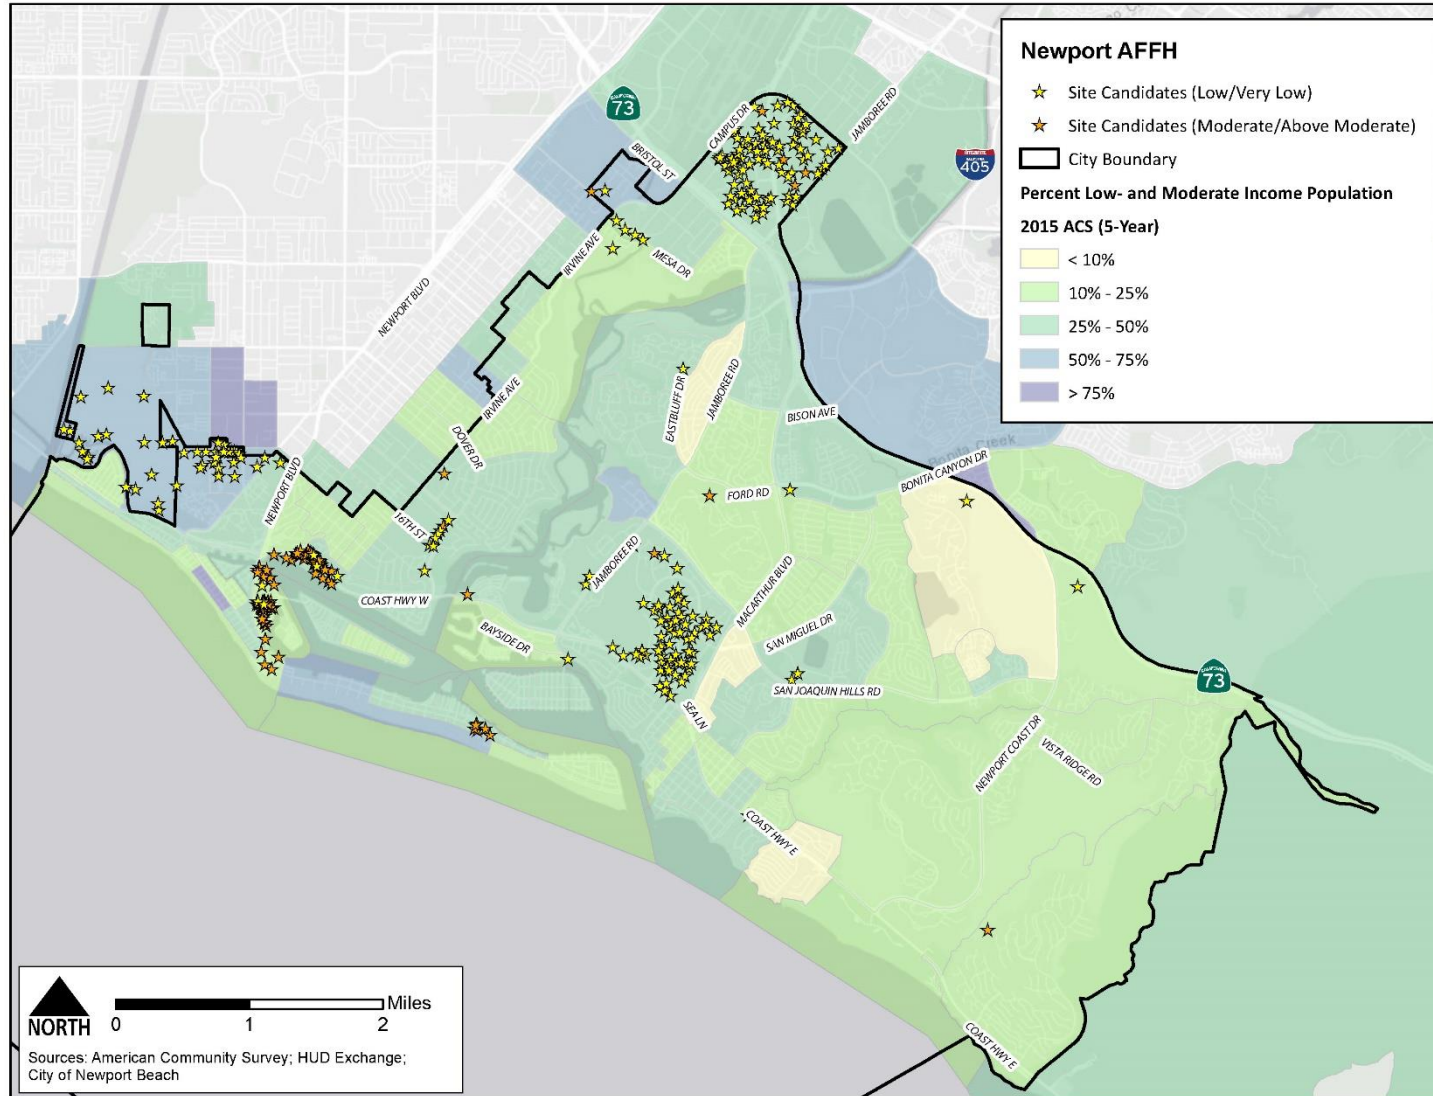 Newport AFFH
Site Candidates (Low/Very Low)
Site Candidates (Moderate/Above Moderate)
City Boundary
Percent Low- and Moderate Income Population
2015 ACS (5-Year)
< 10%
10% - 25%
25% - 50%
50% - 75%
> 75%
73
405
CAMPUS DR
JAMBOREE RD
BRISTOL ST
IRVINE AVE
MESA DR
NEWPORT BLVD
EASTBLUFF DR
JAMBOREE RD
IRVINE AVE
BISON AVE
DOVER DR
Bonita Creek
BONITA CANYON DR
NEWPORT BLVD
FORD RD
16TH ST
JAMBOREE RD
MACARTHUR BLVD
COAST HWY W
BAYSIDE DR
SAN MIGUEL DR
SAN JOAQUIN HILLS RD
73
SEA LN
NEWPORT COAST DR
VISTA RIDGE RD
COAST HWY E
COAST HWY E
NORTH
0 1 2 Miles
Sources: American Community Survey; HUD Exchange;
City of Newport Beach